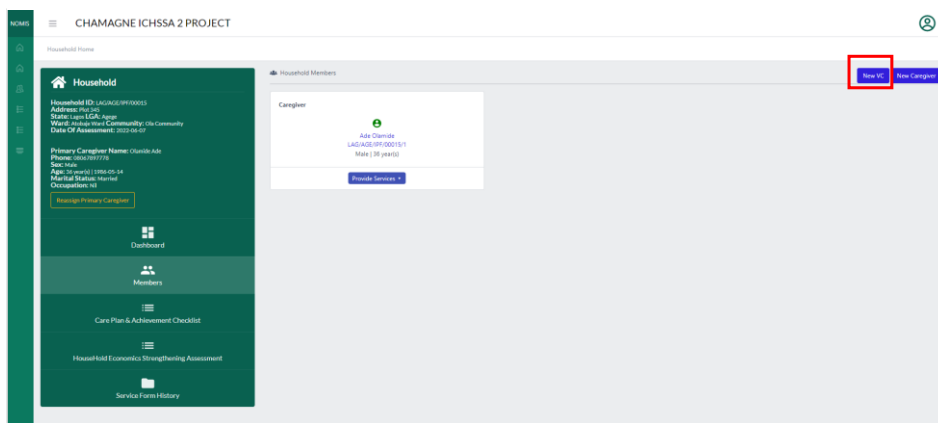 NOMIS
CHAMAGNE ICHSSA 2 PROJECT
Household Home
Household
Household ID: LAG/AGE/IPF/00015
Address: Plot 345
State: Lagos LGA: Agege
Ward: Atobaje Ward Community: Ola Community
Date Of Assessment: 2022-06-07
Primary Caregiver Name: Olamide Ade
Phone: 08067897778
Sex: Male
Age: 36 year(s) | 1986-05-14
Marital Status: Married
Occupation: Nil
Reassign Primary Caregiver
Dashboard
Members
Care Plan & Achievement Checklist
HouseHold Economics Strengthening Assessment
Service Form History
Household Members
New VC
New Caregiver
Caregiver
Ade Olamide
LAG/AGE/IPF/00015/1
Male | 36 year(s)
Provide Services